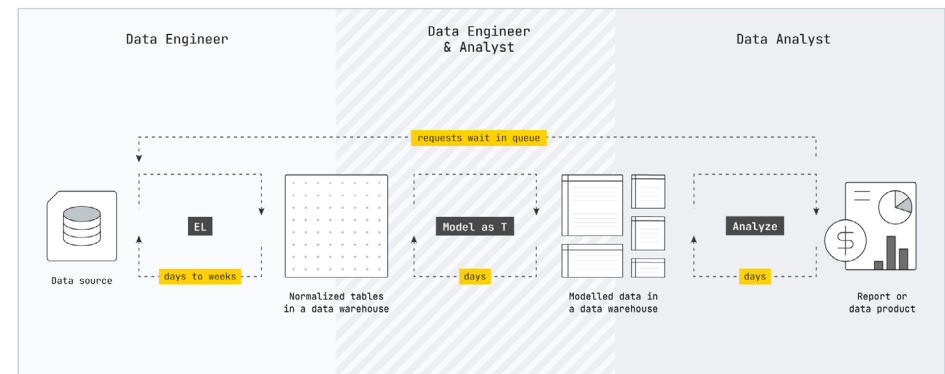 Data Engineer
Data Engineer
& Analyst
Data Analyst
requests wait in queue
EL
Model as T
Analyze
$
days to weeks
days
days
Data source
Normalized tables
in a data warehouse
Modelled data in
a data warehouse
Report or
data product